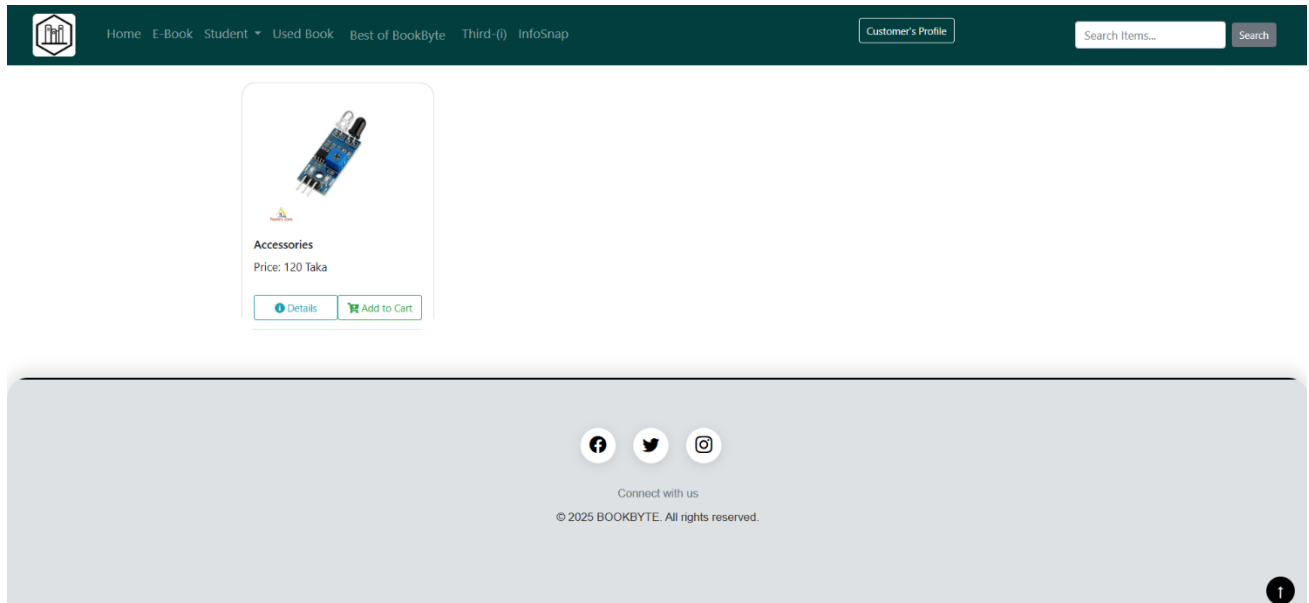 Home E-Book Student Used Book Best of BookByte Third-(i) InfoSnap Customer's Profile Search Items... Search
Accessories
Price: 120 Taka
Details Add to Cart
Connect with us
© 2025 BOOKBYTE. All rights reserved.
↑